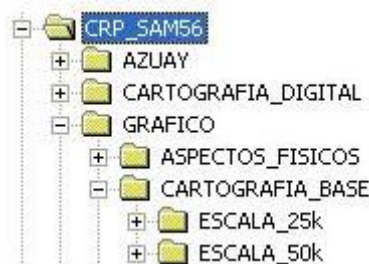 CRP_SAM56
AZUAY
CARTOGRAFIA_DIGITAL
GRAFICO
ASPECTOS_FISICOS
CARTOGRAFIA_BASE
ESCALA_25k
ESCALA_50k